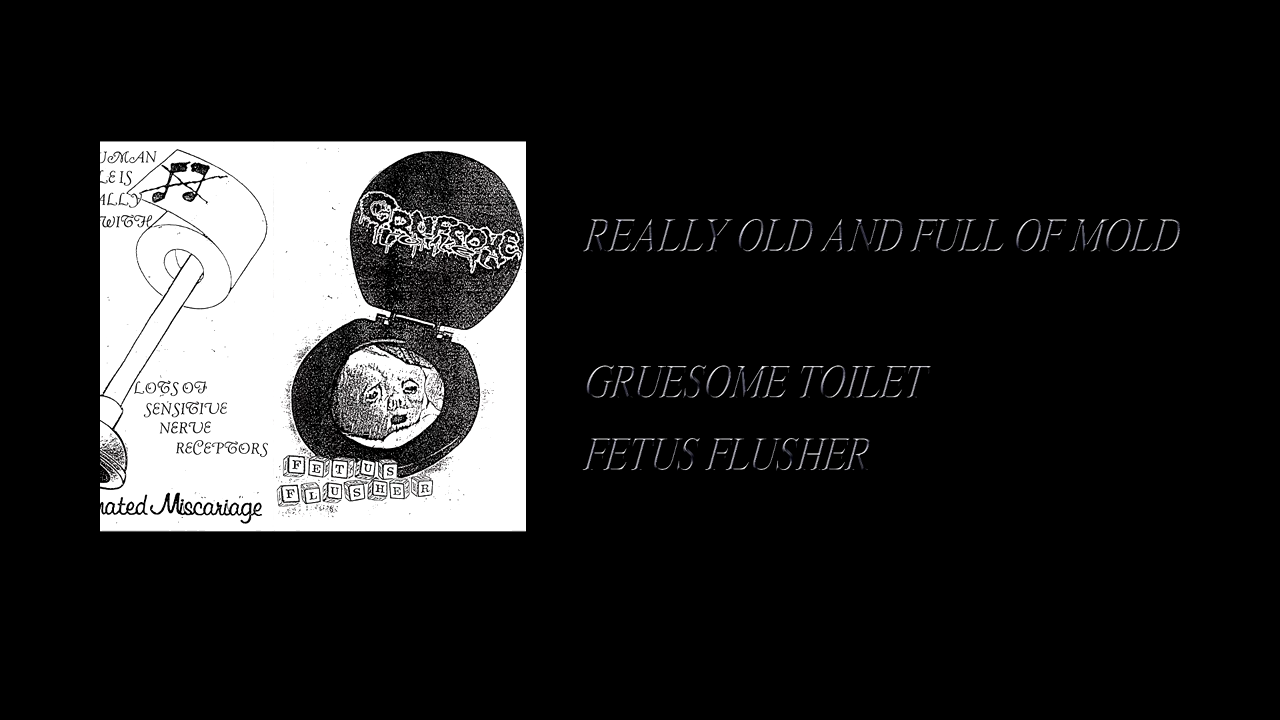 UMAN
LE IS
ALLY
WITH
LOTS OF
SENSITIVE
NERVE
RECEPTORS
nated Miscariage
GRUESOME
FETUS
FLUSHER
REALLY OLD AND FULL OF MOLD
GRUESOME TOILET
FETUS FLUSHER